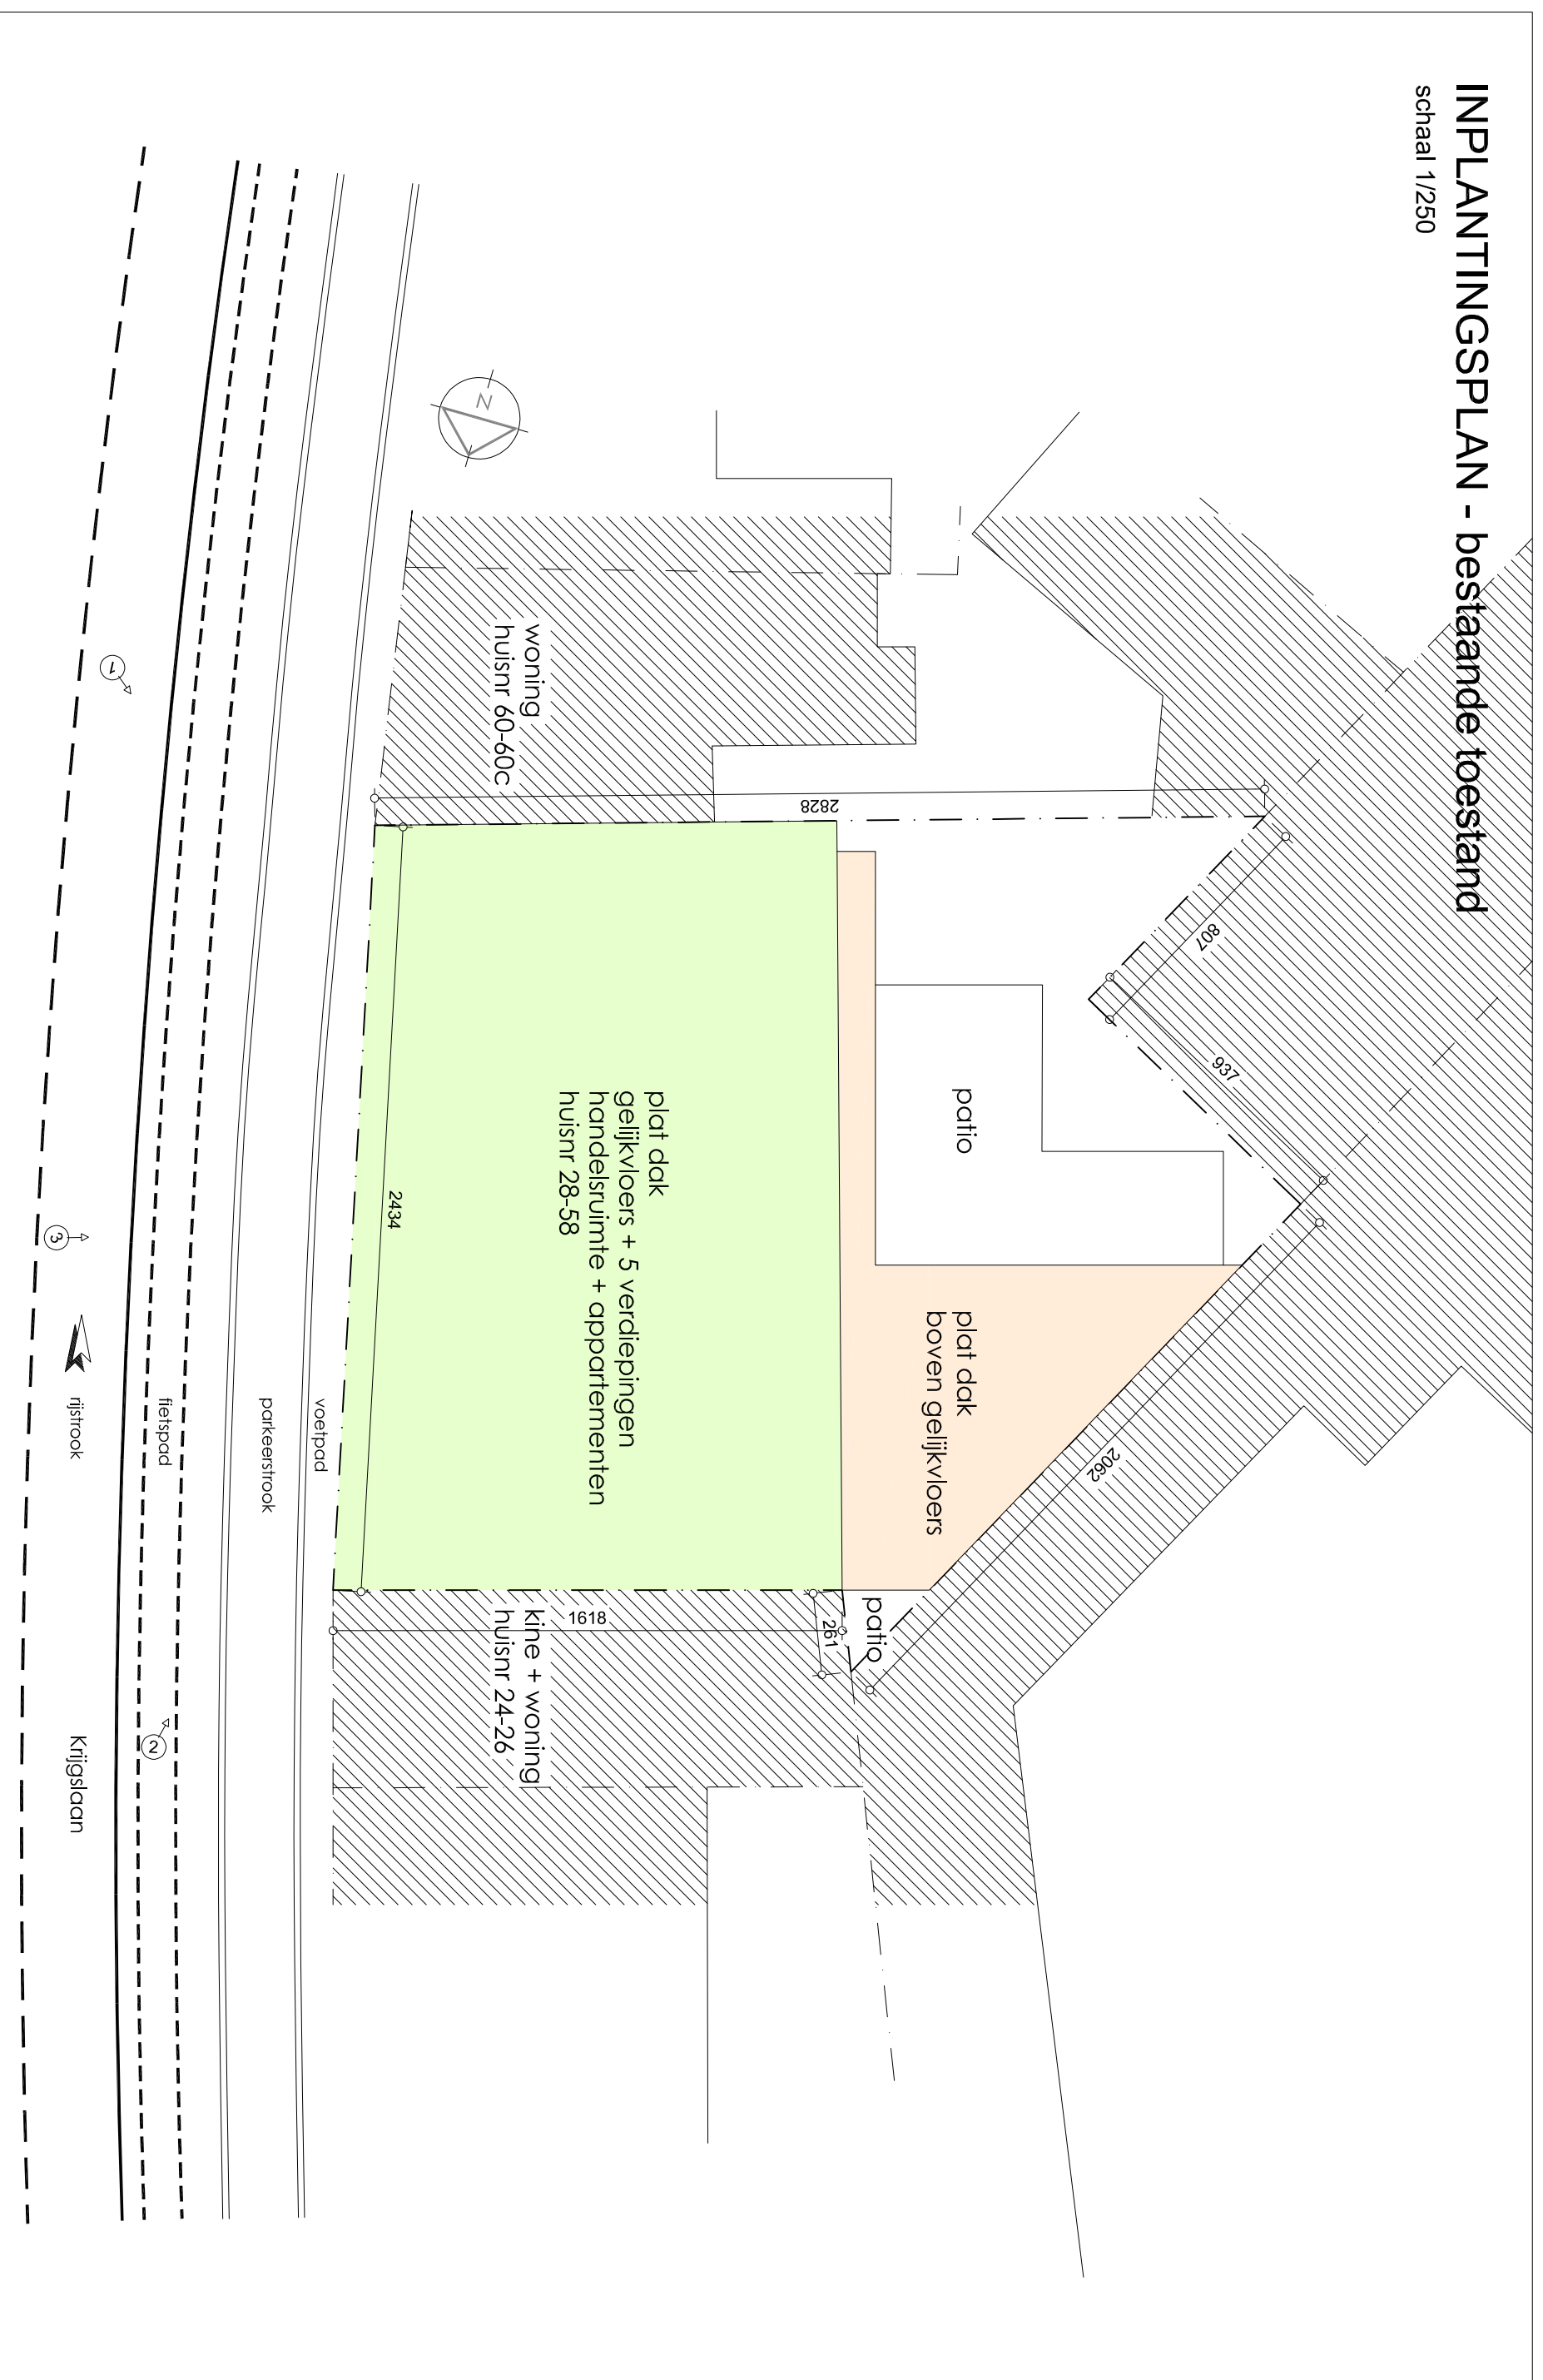 INPLANTINGSPLAN - bestaande toestand
schaal 1/250
N
woning
huisnr 60-60c
2828
807
937
2062
patio
plat dak
boven gelijkvloers
plat dak
gelijkvloers + 5 verdiepingen
handelsruimte + appartementen
huisnr 28-58
2434
patio
261
1618
kine + woning
huisnr 24-26
voetpad
parkeerstrook
fietspad
rijstrook
Krijgslaan
1
3
2